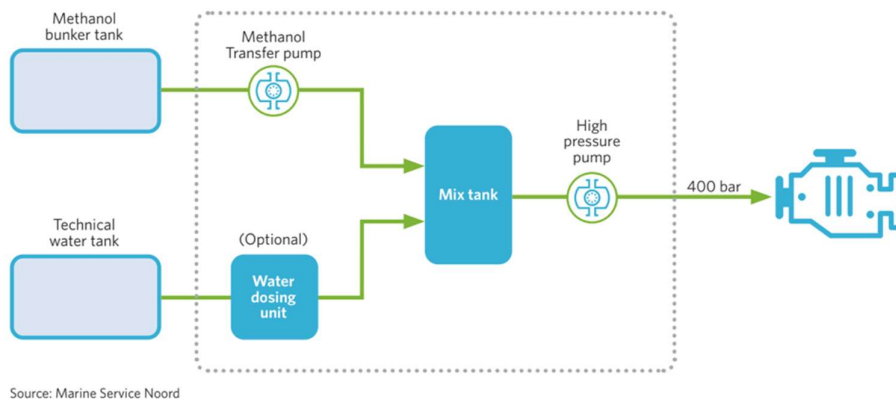 Methanol
bunker tank
Methanol
Transfer pump
High
pressure
pump
Mix tank
400 bar
Technical
water tank
(Optional)
Water
dosing
unit
Source: Marine Service Noord